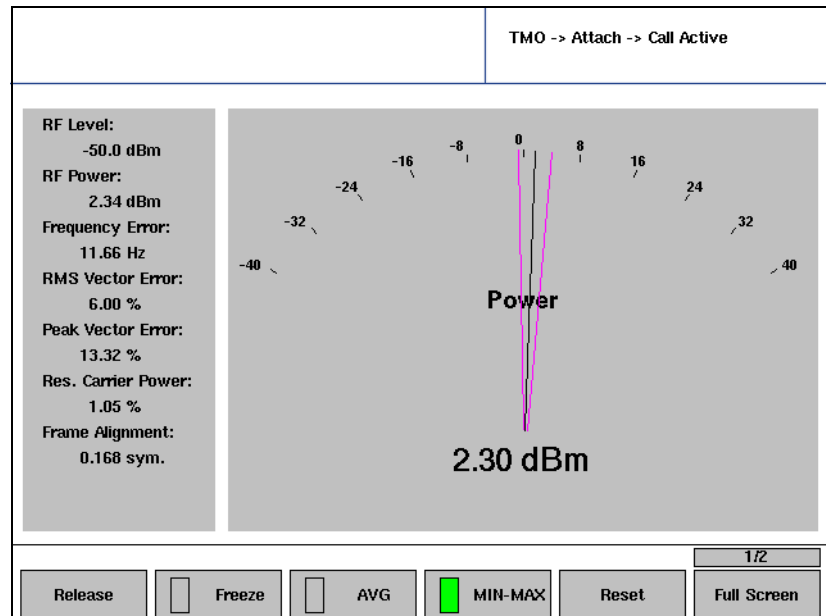 TMO -> Attach -> Call Active
RF Level:
-50.0 dBm
RF Power:
2.34 dBm
Frequency Error:
11.66 Hz
RMS Vector Error:
6.00 %
Peak Vector Error:
13.32 %
Res. Carrier Power:
1.05 %
Frame Alignment:
0.168 sym.
-40
-32
-24
-16
-8
0
8
16
24
32
40
Power
2.30 dBm
1/2
Release
Freeze
AVG
MIN-MAX
Reset
Full Screen